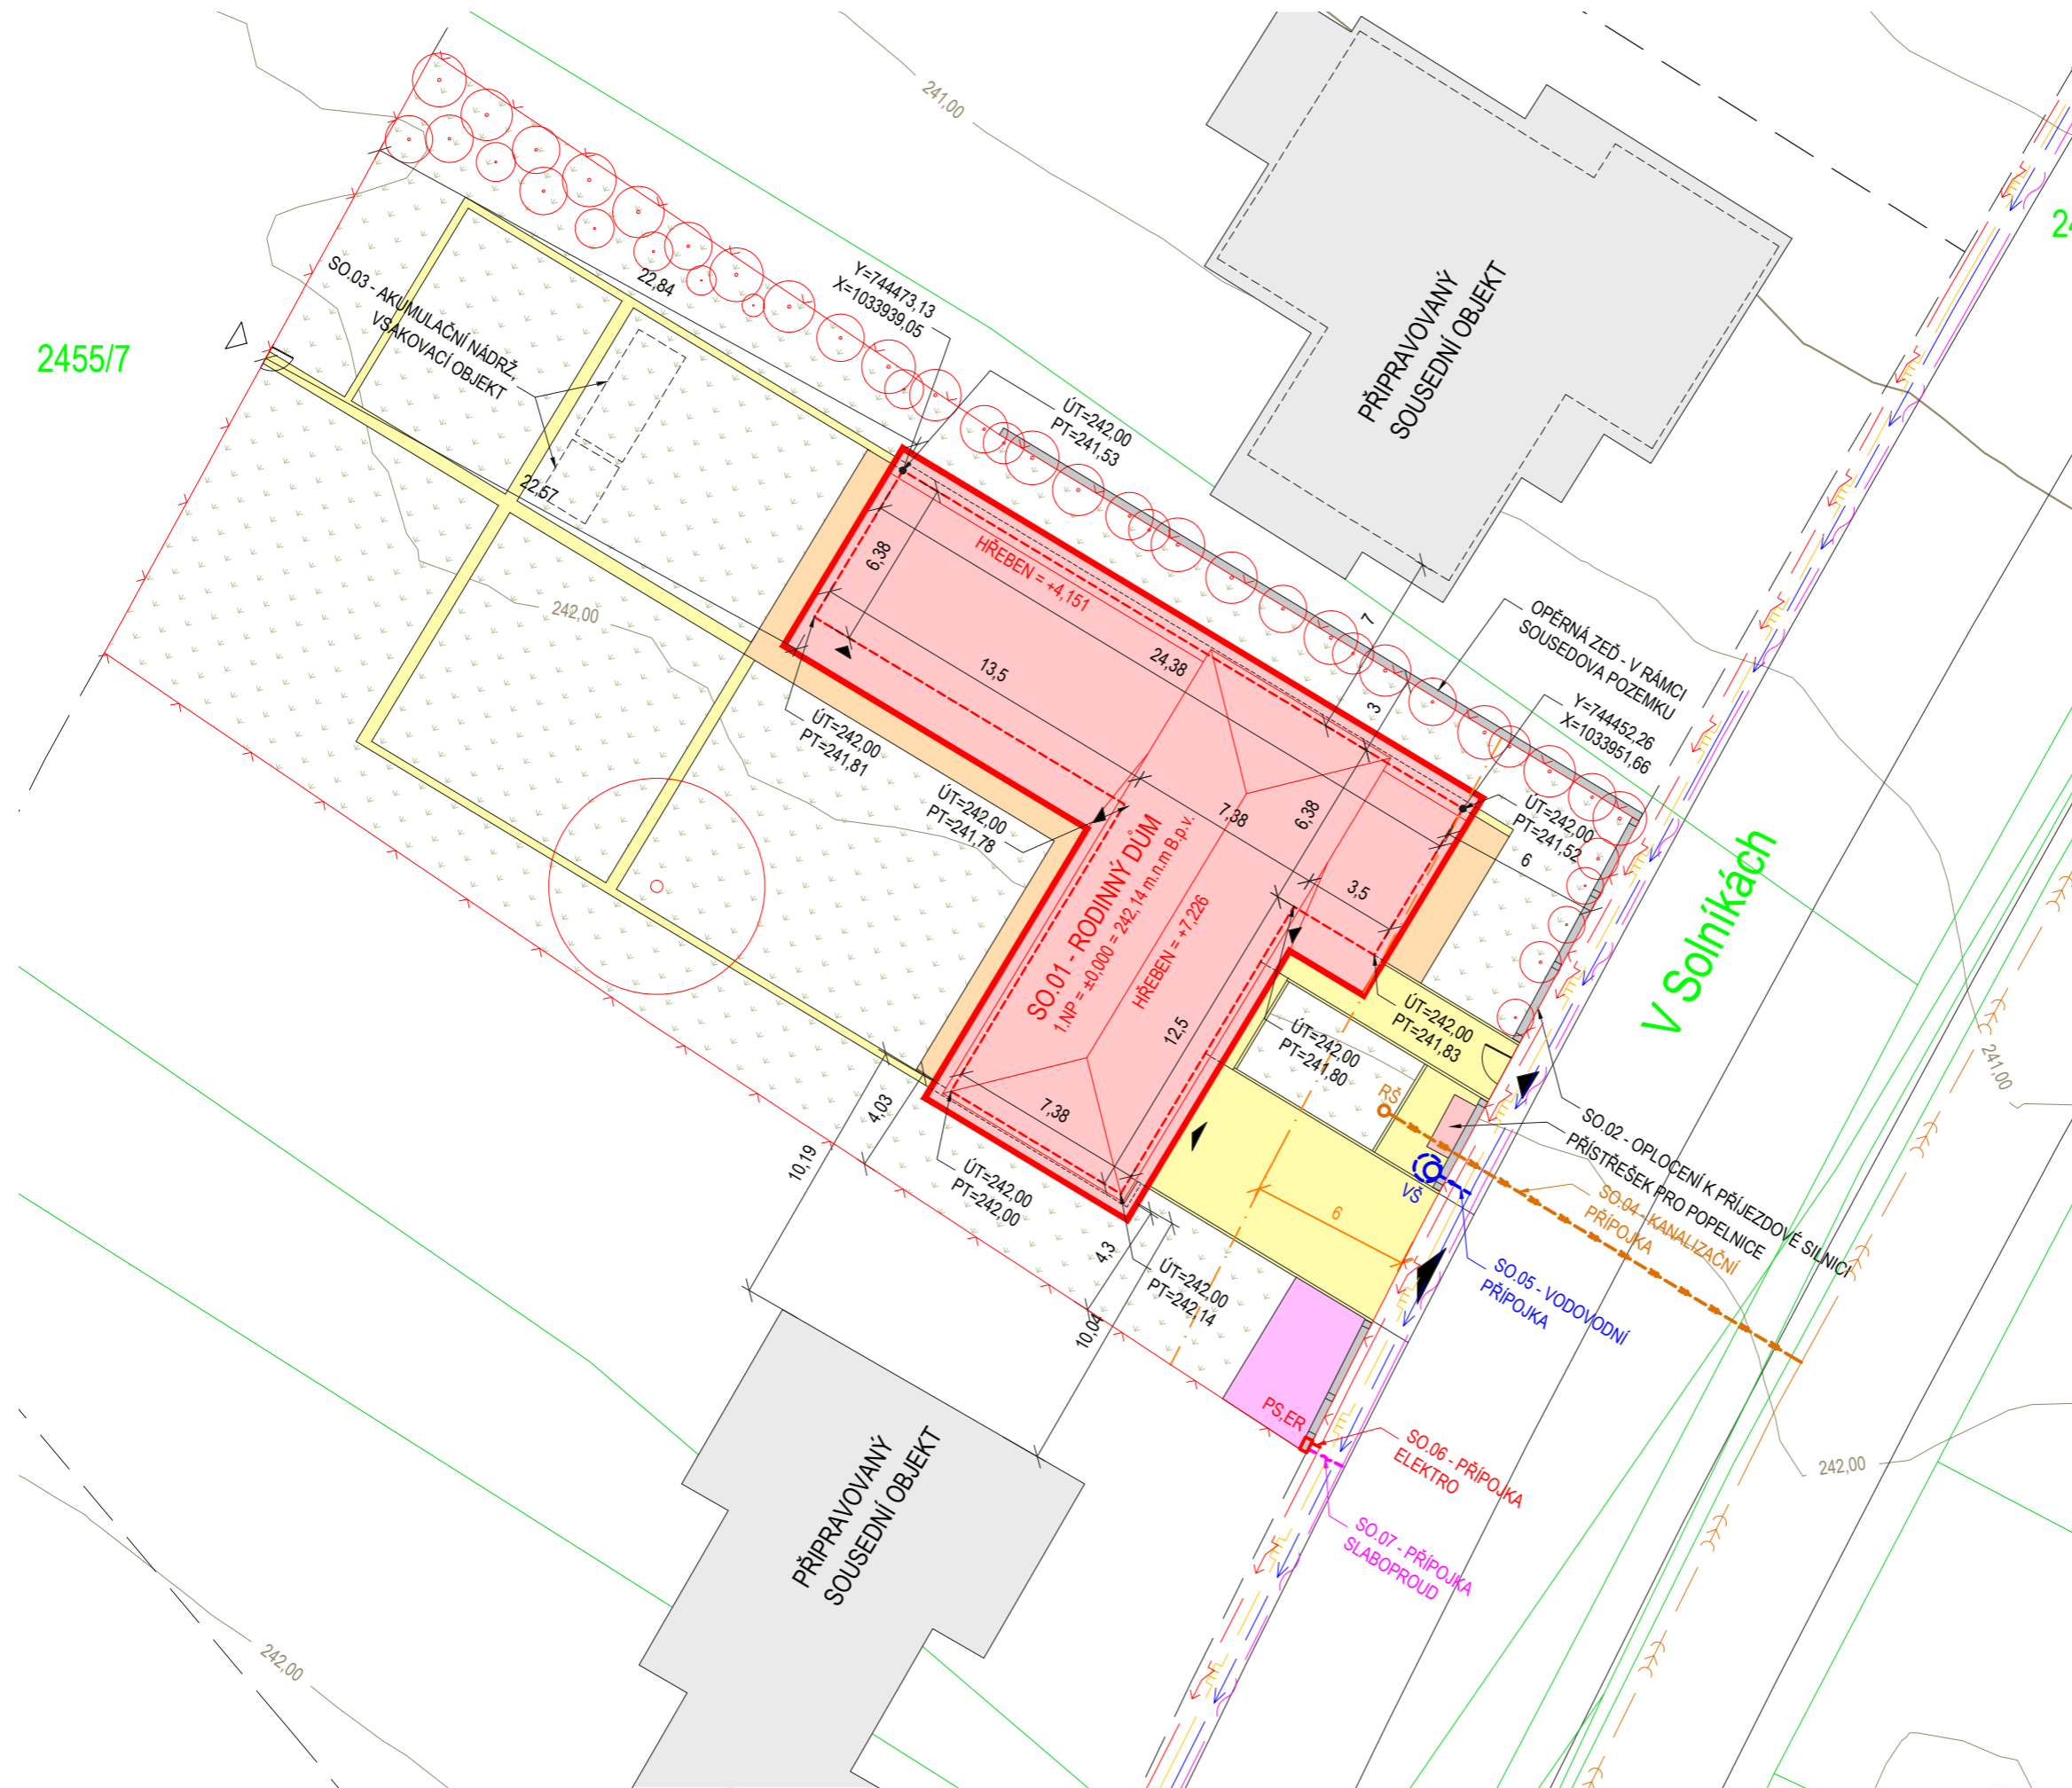 241,00
24
Y=744473,13
X=1033939,05
22,84
SO.03 - AKUMULAČNÍ NÁDRŽ,
VSAKOVACÍ OBJEKT
2455/7
PŘIPRAVOVANÝ
SOUSEDNÍ OBJEKT
ÚT=242,00
PT=241,53
22,57
6,38
HŘEBEN = +4,151
242,00
7
OPĚRNÁ ZEĎ - V RÁMCI
SOUSEDOVA POZEMKU
13,5
24,38
3
Y=744452,26
X=1033951,66
ÚT=242,00
PT=241,81
ÚT=242,00
PT=241,78
7,38
6,38
ÚT=242,00
PT=241,52
6
3,5
SO.01 - RODINNÝ DŮM
1.NP = ±0,000 = 242,14 m.n.m B.p.v.
HŘEBEN = +7,226
V Solníkách
12,5
ÚT=242,00
PT=241,83
ÚT=242,00
PT=241,80
RŠ
241,00
7,38
4,03
10,19
VŠ
SO.02 - OPLOCENÍ K PŘÍJEZDOVÉ SILNICI
PŘÍSTŘEŠEK PRO POPELNICE
SO.04 - KANALIZAČNÍ
PŘÍPOJKA
ÚT=242,00
PT=242,00
6
4,3
ÚT=242,00
PT=242,14
SO.05 - VODOVODNÍ
PŘÍPOJKA
10,04
PS,ER
SO.06 - PŘÍPOJKA
ELEKTRO
242,00
SO.07 - PŘÍPOJKA
SLABOPROUD
PŘIPRAVOVANÝ
SOUSEDNÍ OBJEKT
242,00